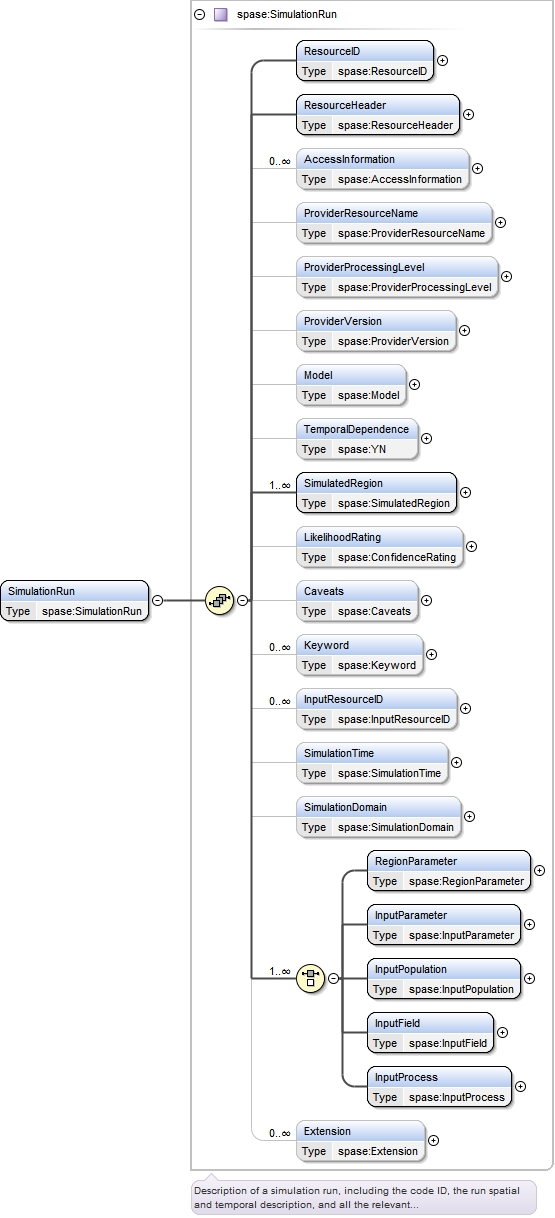 spase:SimulationRun
ResourceID
Type spase:ResourceID
ResourceHeader
Type spase:ResourceHeader
0..∞
AccessInformation
Type spase:AccessInformation
ProviderResourceName
Type spase:ProviderResourceName
ProviderProcessingLevel
Type spase:ProviderProcessingLevel
ProviderVersion
Type spase:ProviderVersion
Model
Type spase:Model
TemporalDependence
Type spase:YN
1..∞
SimulatedRegion
Type spase:SimulatedRegion
LikelihoodRating
Type spase:ConfidenceRating
SimulationRun
Type spase:SimulationRun
Caveats
Type spase:Caveats
0..∞
Keyword
Type spase:Keyword
0..∞
InputResourceID
Type spase:InputResourceID
SimulationTime
Type spase:SimulationTime
SimulationDomain
Type spase:SimulationDomain
1..∞
RegionParameter
Type spase:RegionParameter
InputParameter
Type spase:InputParameter
InputPopulation
Type spase:InputPopulation
InputField
Type spase:InputField
InputProcess
Type spase:InputProcess
0..∞
Extension
Type spase:Extension
Description of a simulation run, including the code ID, the run spatial
and temporal description, and all the relevant...